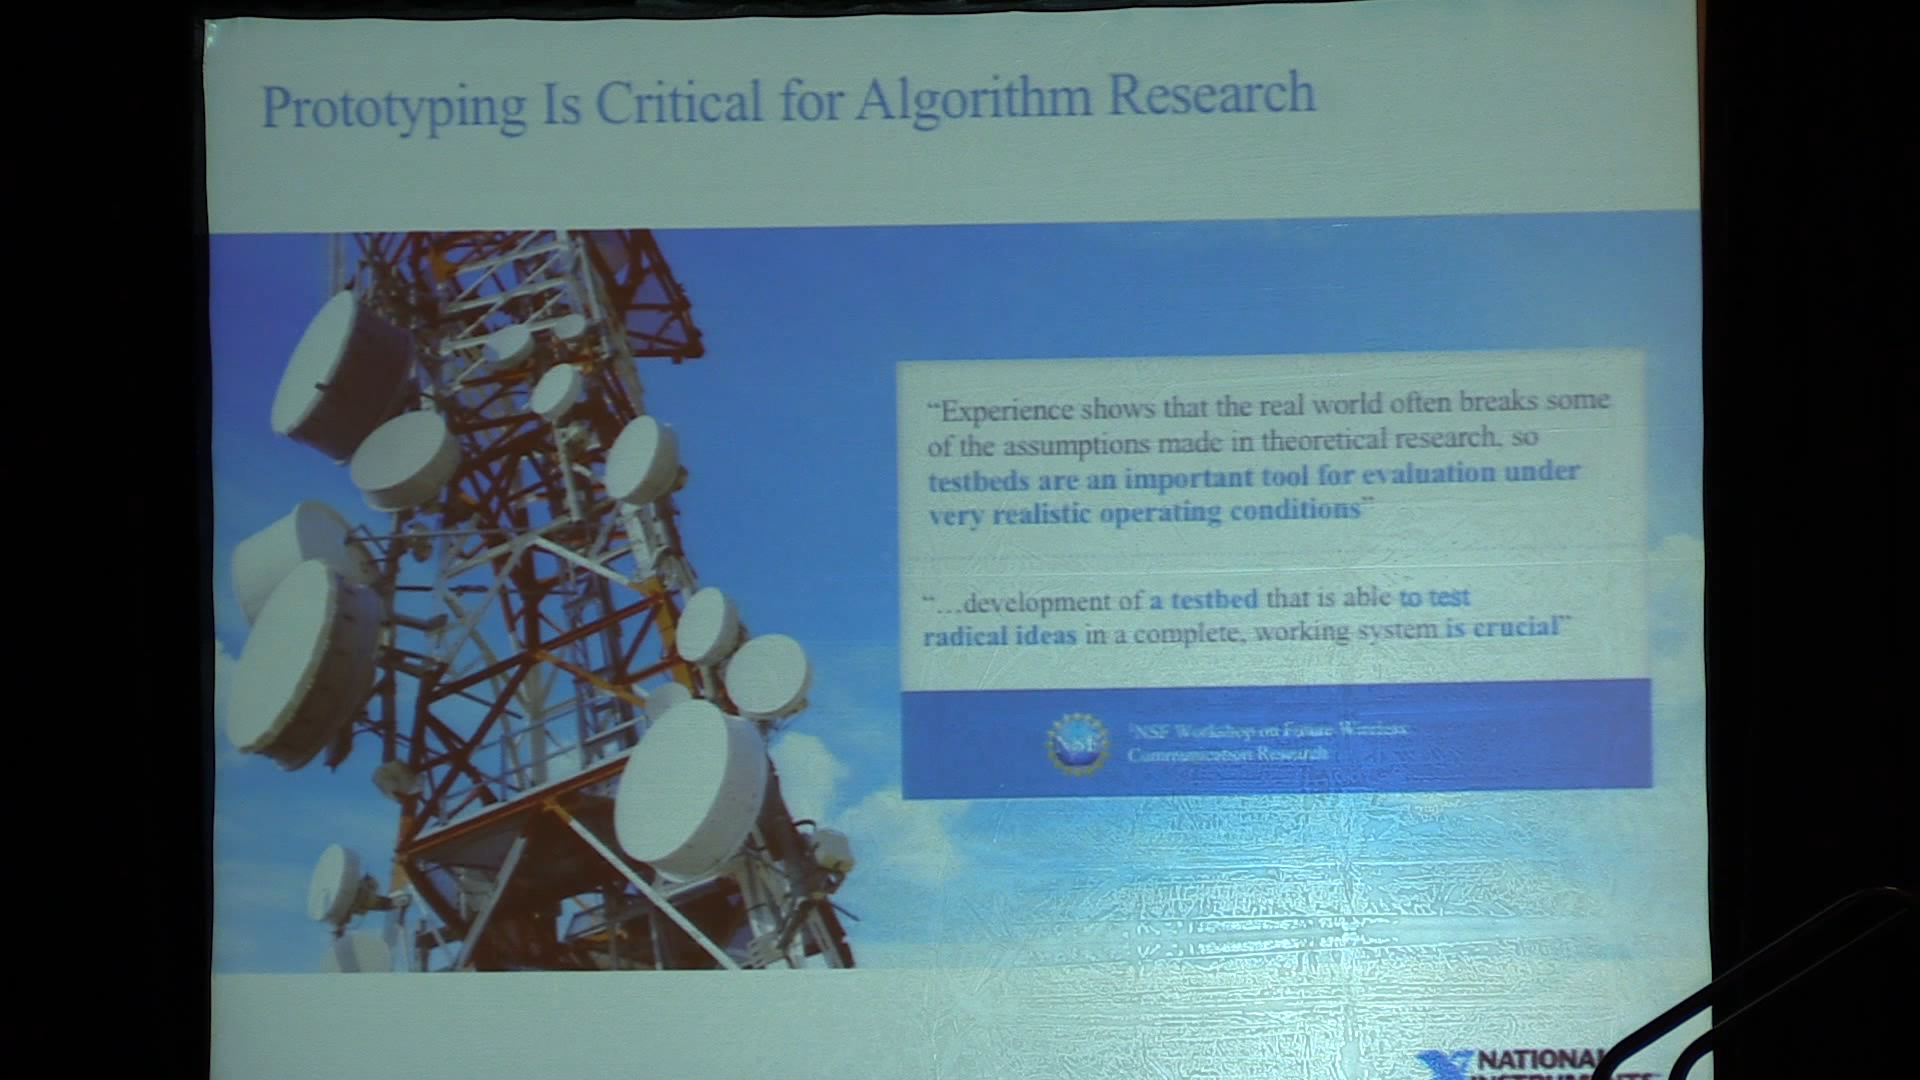 Prototyping Is Critical for Algorithm Research
“Experience shows that the real world often breaks some
of the assumptions made in theoretical research, so
testbeds are an important tool for evaluation under
very realistic operating conditions”
“…development of a testbed that is able to test
radical ideas in a complete, working system is crucial”
NSF
¹NSF Workshop on Future Wireless
Communication Research
NATIONAL
INSTRUMENTS